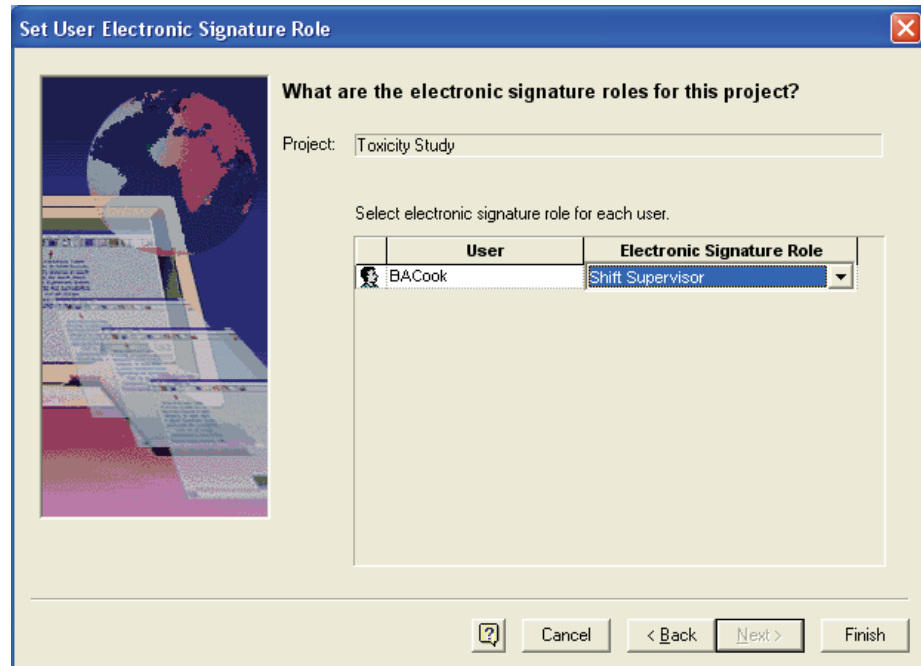 Set User Electronic Signature Role
What are the electronic signature roles for this project?
Project: Toxicity Study
Select electronic signature role for each user.
User Electronic Signature Role
BACook Shift Supervisor
? Cancel < Back Next > Finish